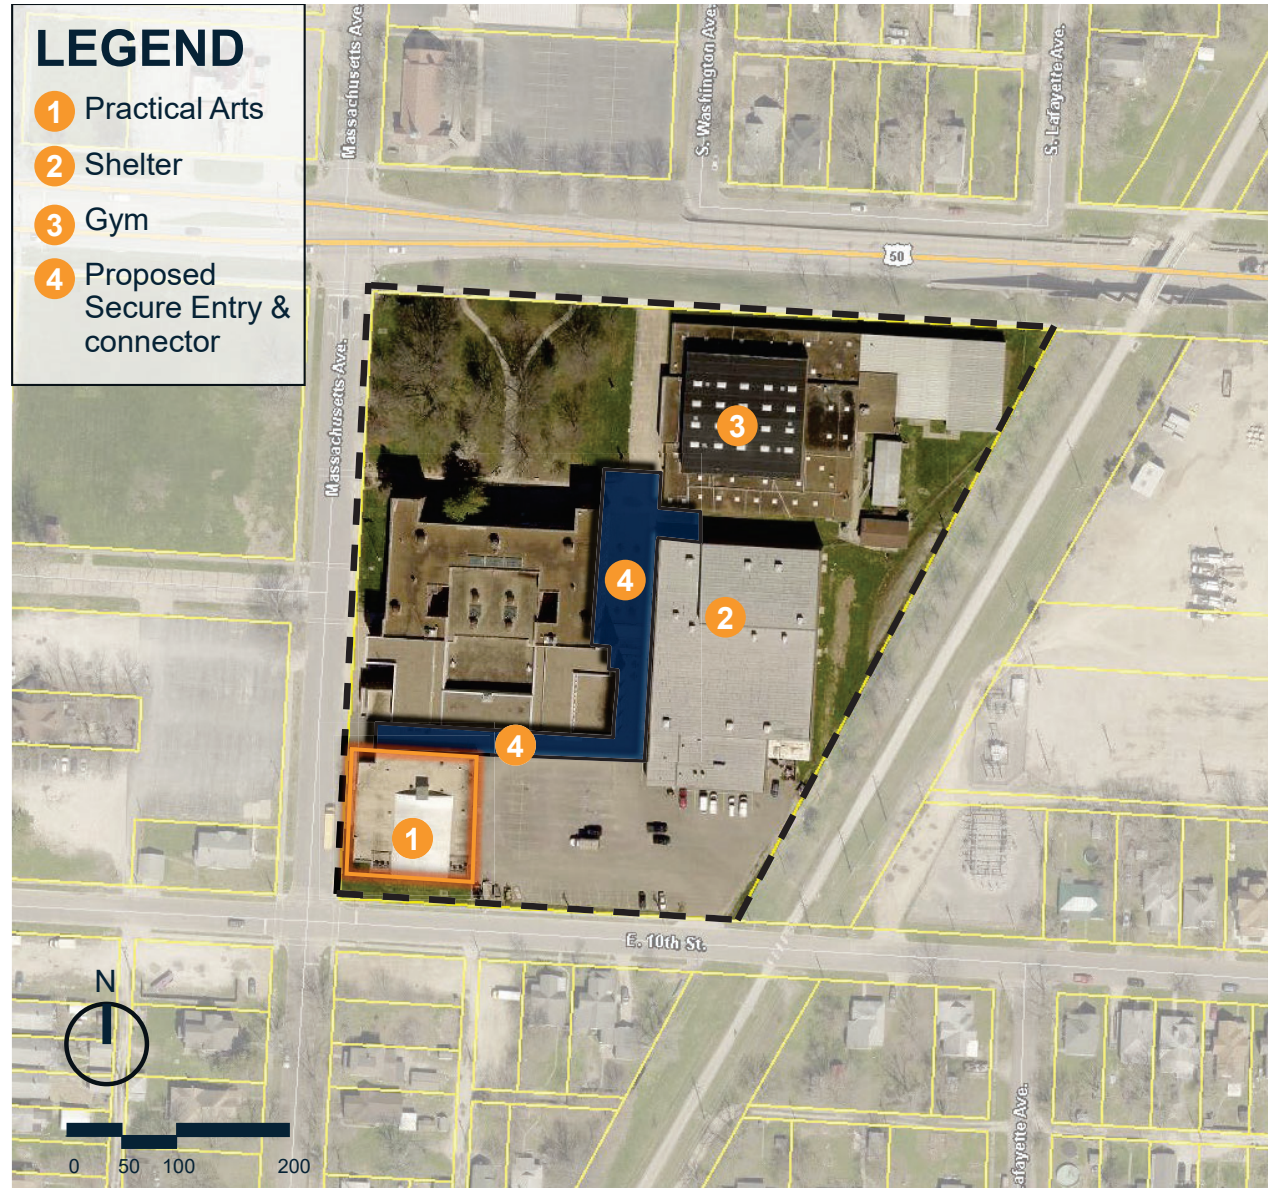 LEGEND
1 Practical Arts
2 Shelter
3 Gym
4 Proposed
Secure Entry &
connector
Massachusetts Ave
S. Washington Ave.
S. Lafayette Ave.
50
Massachusetts Ave.
3
4
2
4
1
E. 10th St.
N
0 50 100 200
afayette Ave.